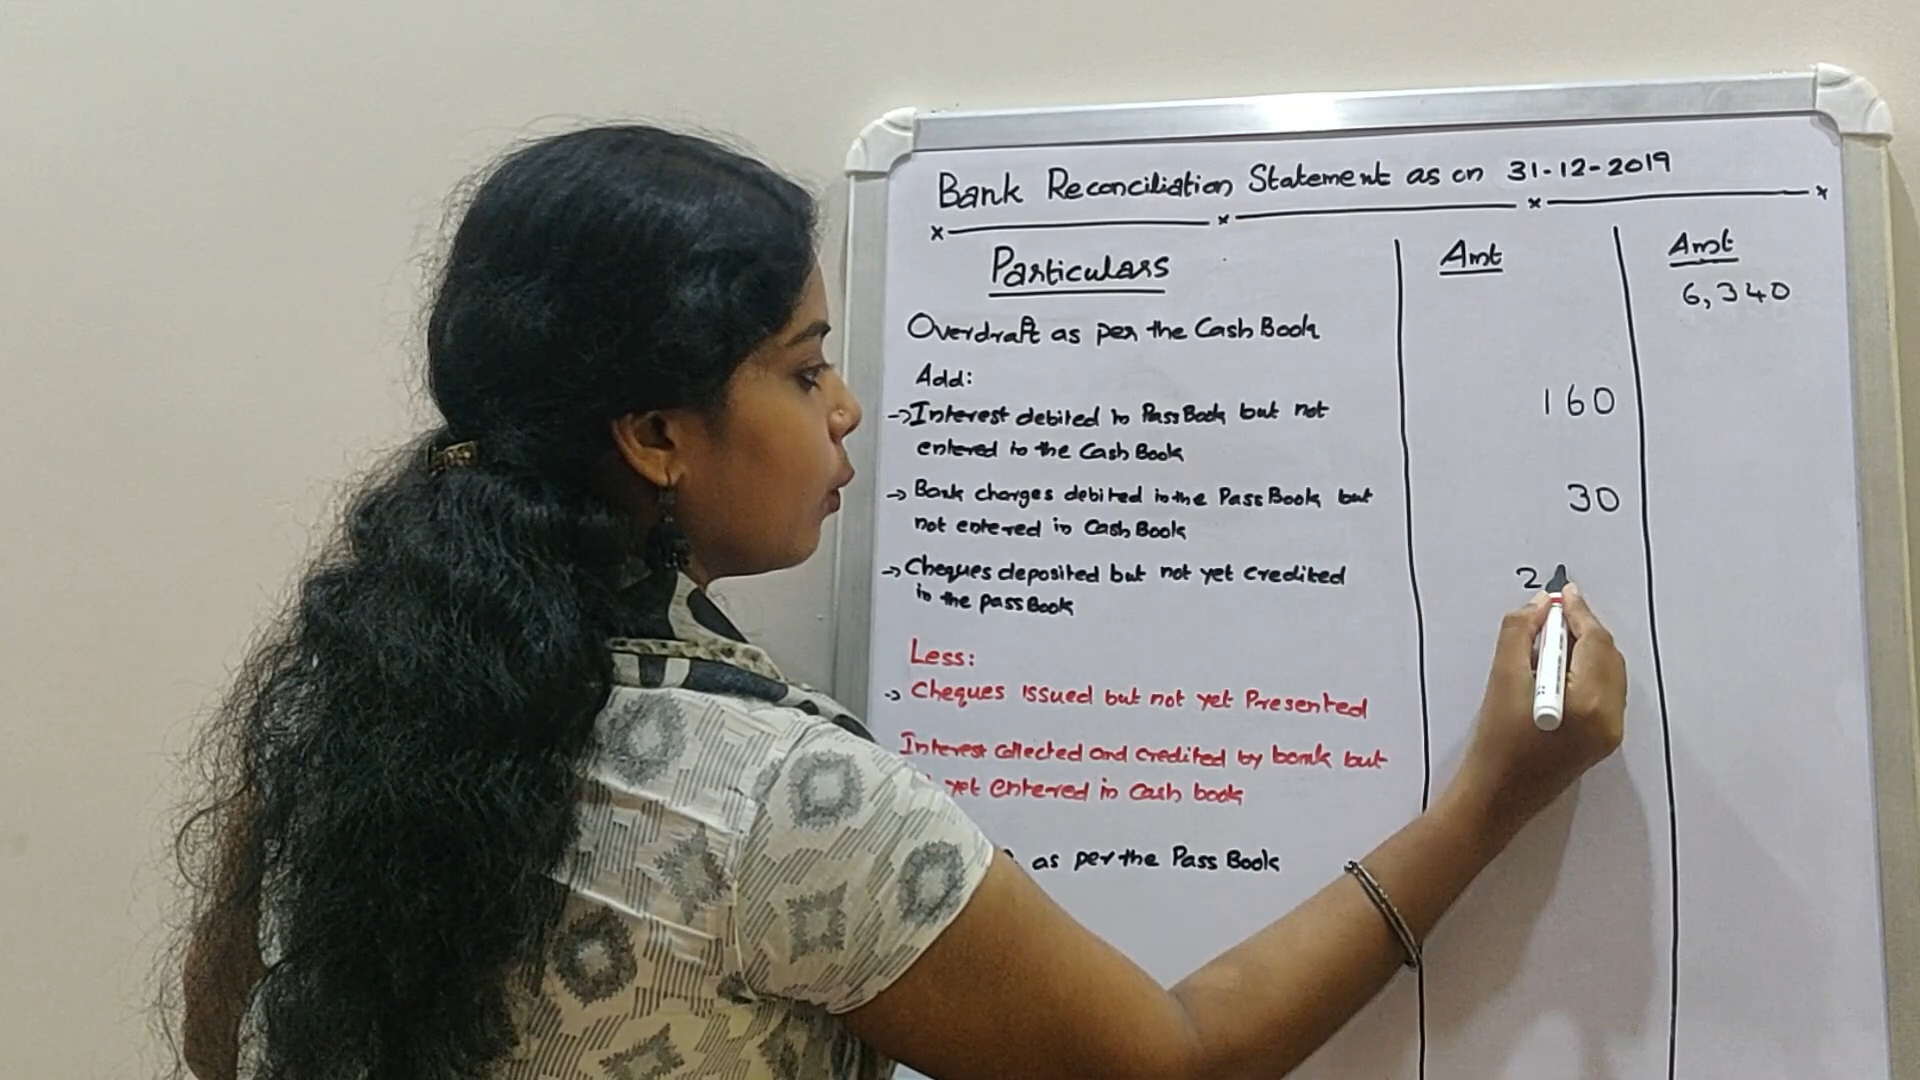 Bank Reconciliation Statement as on 31-12-2019
Particulars
Amt
Amt
6,340
Overdraft as per the Cash Book
Add:
→Interest debited in PassBook but not 160
entered in the Cash Book
→ Bank charges debited in the Pass Book but 30
not entered in Cash Book
→ Cheques deposited but not yet credited 2
in the pass Book
Less:
→ Cheques issued but not yet Presented
Interest collected and credited by bank but
yet entered in Cash book
as per the Pass Book